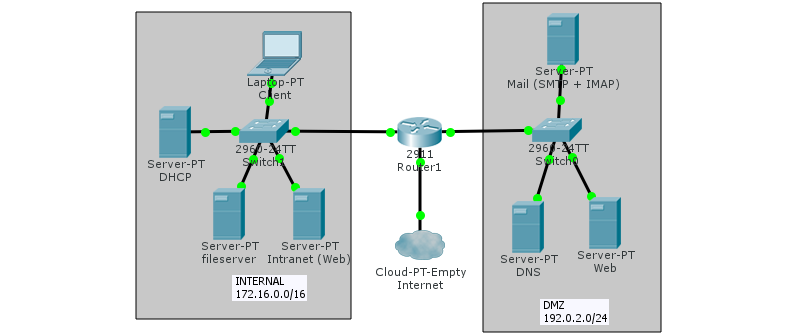 Laptop-PT
Client
Server-PT
DHCP
2960-24TT
Server-PT
fileserver
Server-PT
Intranet (Web)
INTERNAL
172.16.0.0/16
2911
Router1
Cloud-PT-Empty
Internet
Server-PT
Mail (SMTP + IMAP)
2960-24TT
Switch0
Server-PT
DNS
Server-PT
Web
DMZ
192.0.2.0/24